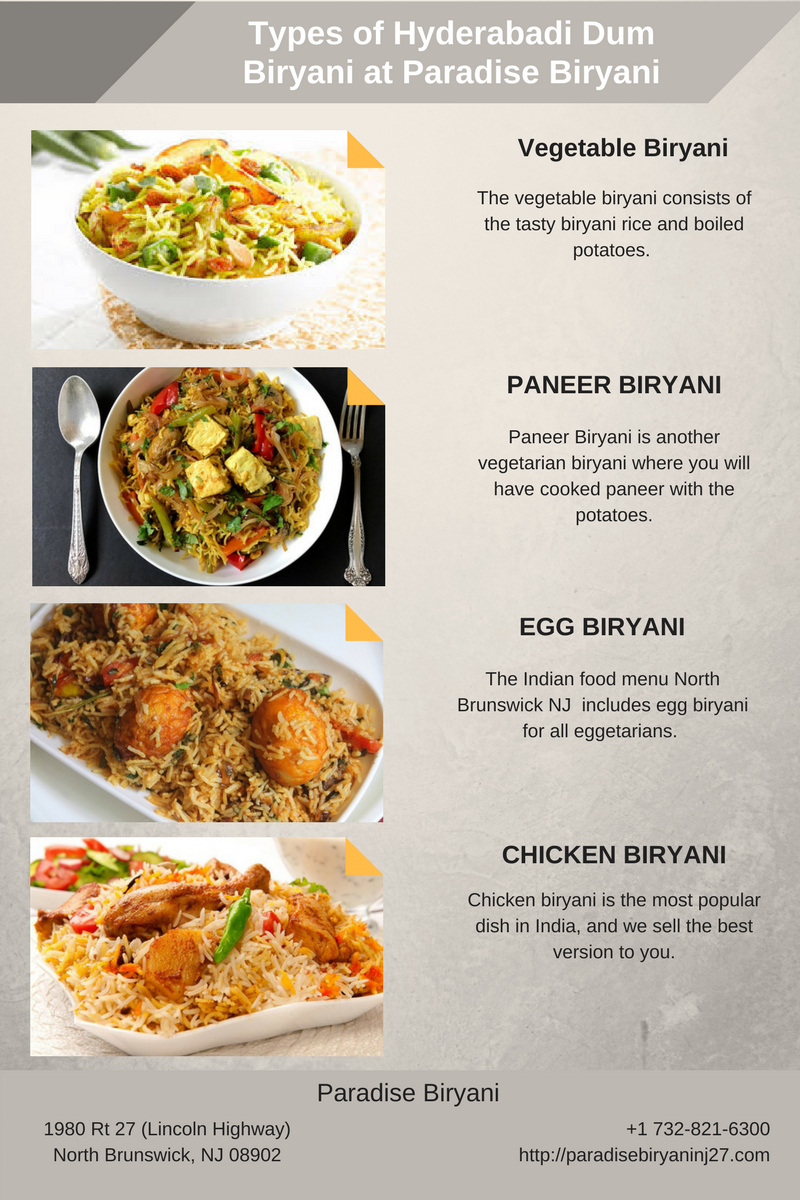 Types of Hyderabadi Dum
Biryani at Paradise Biryani
Vegetable Biryani
The vegetable biryani consists of
the tasty biryani rice and boiled
potatoes.
PANEER BIRYANI
Paneer Biryani is another
vegetarian biryani where you will
have cooked paneer with the
potatoes.
EGG BIRYANI
The Indian food menu North
Brunswick NJ  includes egg biryani
for all eggetarians.
CHICKEN BIRYANI
Chicken biryani is the most popular
dish in India, and we sell the best
version to you.
Paradise Biryani
1980 Rt 27 (Lincoln Highway)
North Brunswick, NJ 08902
+1 732-821-6300
http://paradisebiryaninj27.com